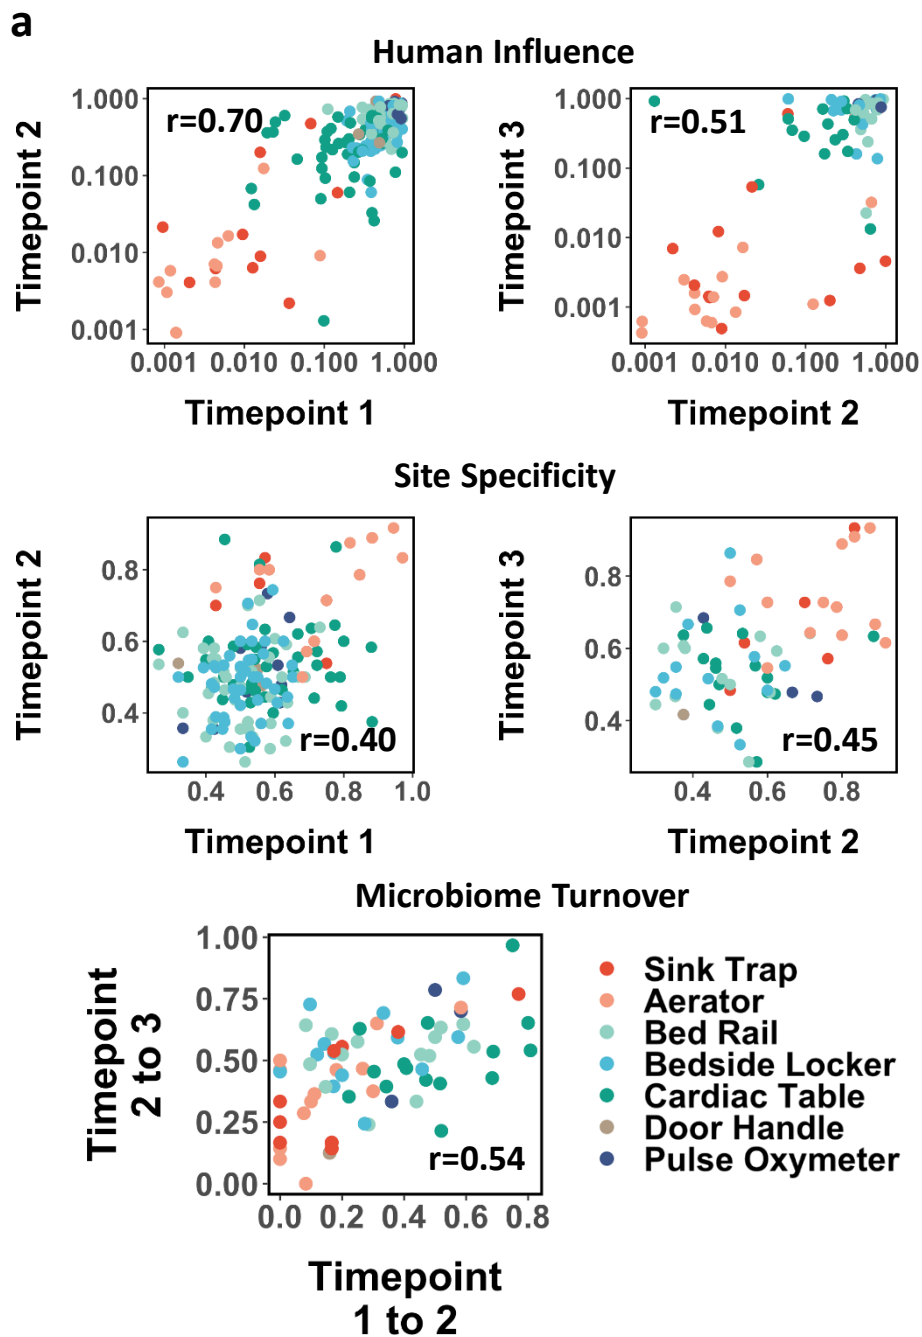 a
Human Influence
Timepoint 2
1.000
0.100
0.010
0.001
r=0.70
0.001 0.010 0.100 1.000
Timepoint 1
Timepoint 3
1.000
0.100
0.010
0.001
r=0.51
0.001 0.010 0.100 1.000
Timepoint 2
Site Specificity
Timepoint 2
0.8
0.6
0.4
r=0.40
0.4 0.6 0.8 1.0
Timepoint 1
Timepoint 3
0.8
0.6
0.4
r=0.45
0.4 0.6 0.8
Timepoint 2
Microbiome Turnover
Timepoint
2 to 3
1.00
0.75
0.50
0.25
0.00
r=0.54
0.0 0.2 0.4 0.6 0.8
Timepoint
1 to 2
Sink Trap
Aerator
Bed Rail
Bedside Locker
Cardiac Table
Door Handle
Pulse Oxymeter